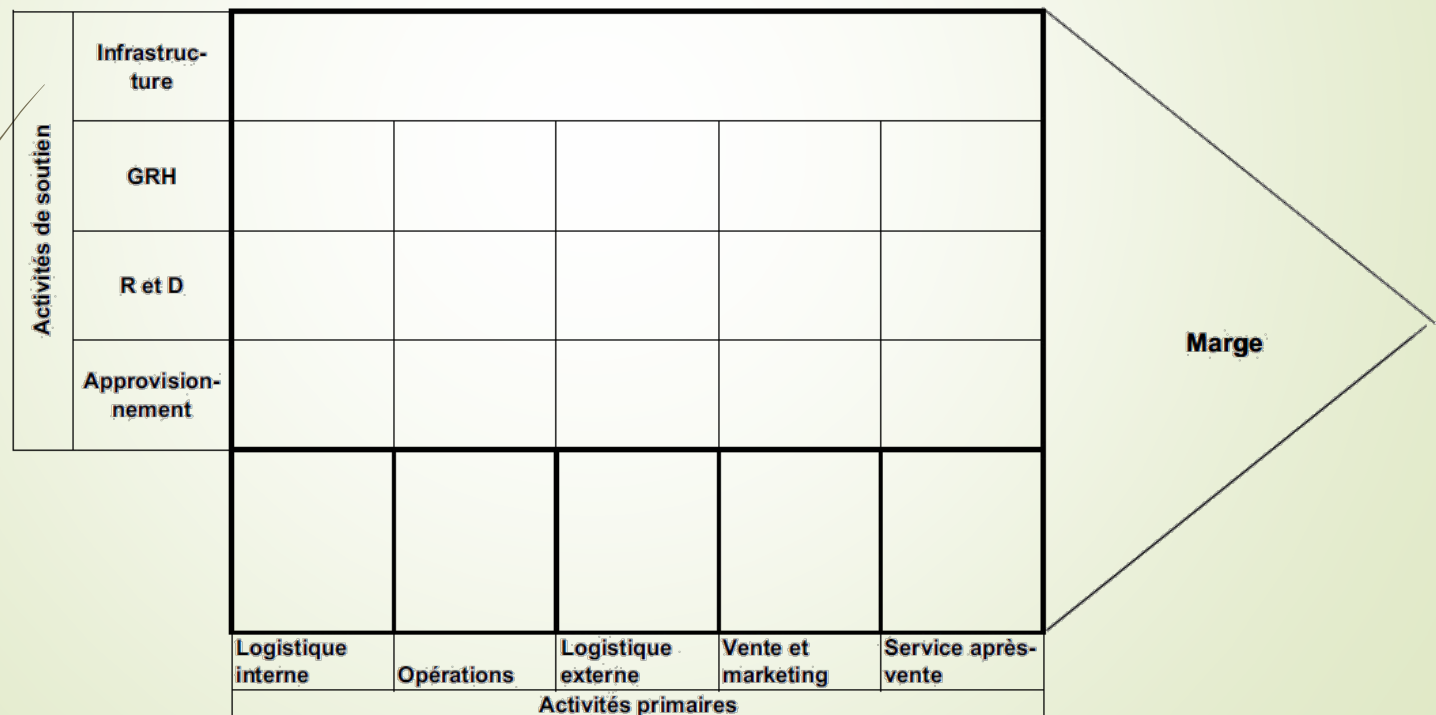 Activités de soutien
Infrastruc-
ture
GRH
R et D
Approvision-
nement
Marge
Logistique
interne
Opérations
Logistique
externe
Vente et
marketing
Service après-
vente
Activités primaires